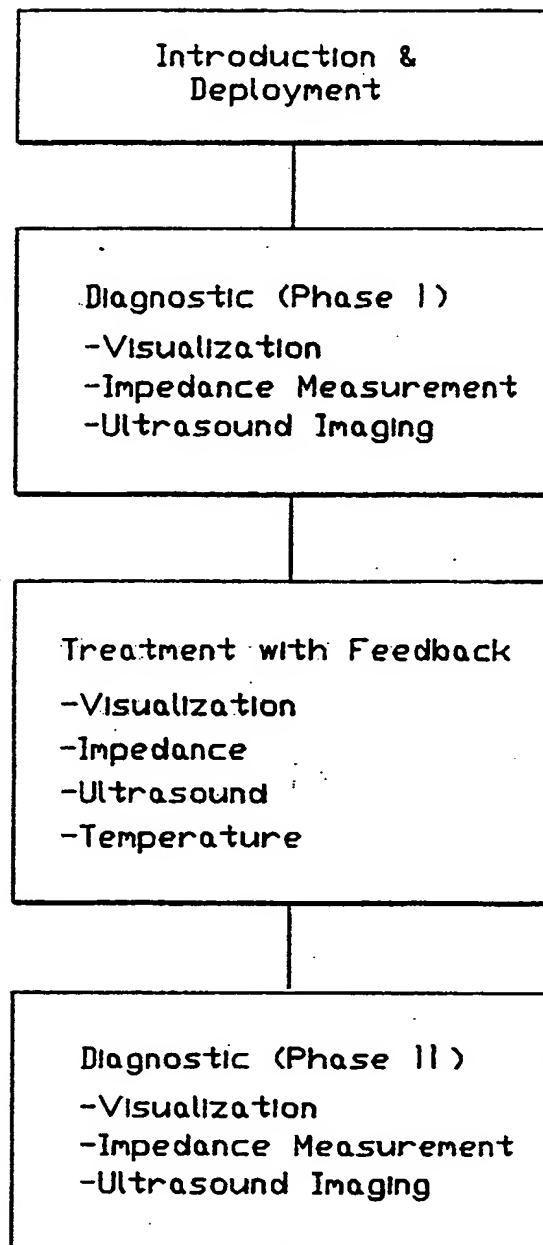 Introduction &
Deployment
Diagnostic (Phase I)
-Visualization
-Impedance Measurement
-Ultrasound Imaging
Treatment with Feedback
-Visualization
-Impedance
-Ultrasound
-Temperature
Diagnostic (Phase II)
-Visualization
-Impedance Measurement
-Ultrasound Imaging